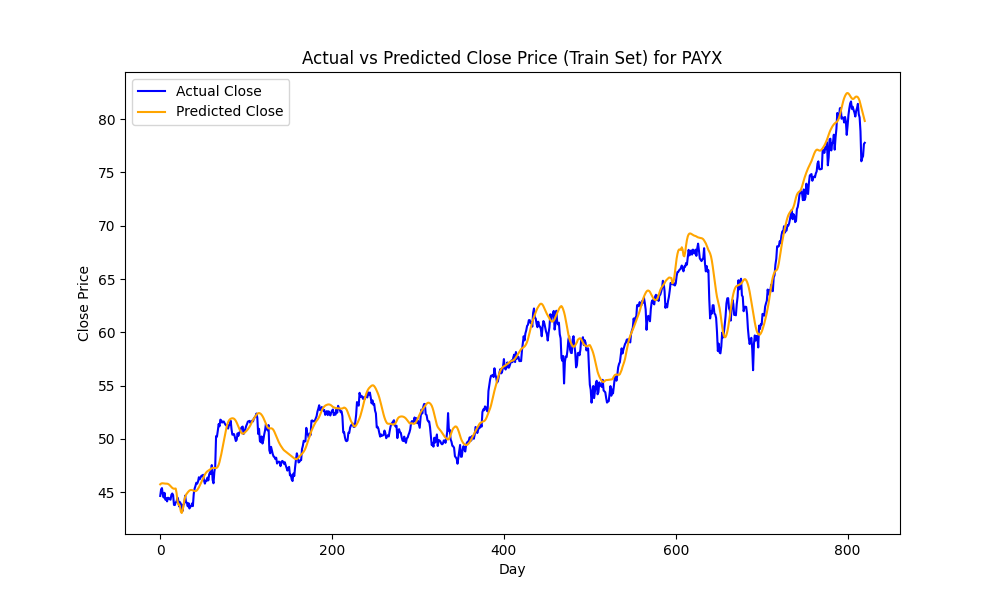 Actual vs Predicted Close Price (Train Set) for PAYX
Actual Close
Predicted Close
80
75
70
65
60
55
50
45
Close Price
0 200 400 600 800
Day